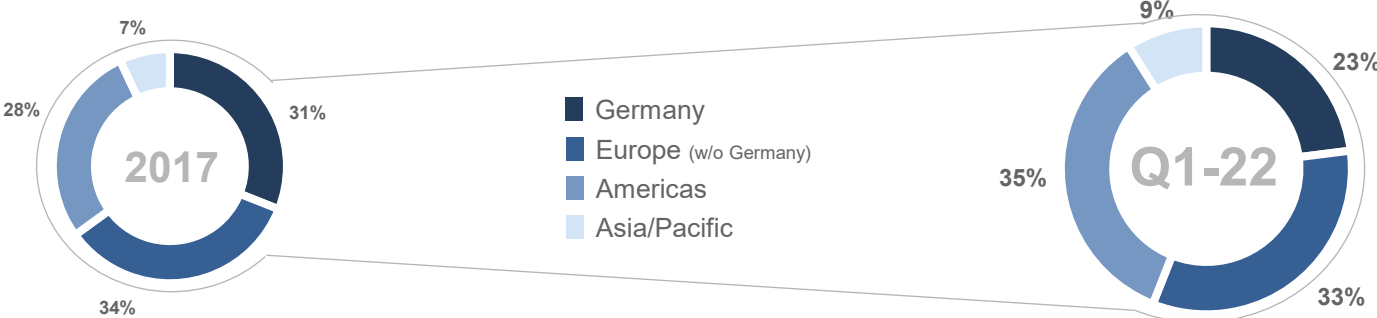 7%
28%
31%
2017
34%
Germany
Europe (w/o Germany)
Americas
Asia/Pacific
9%
23%
35%
Q1-22
33%